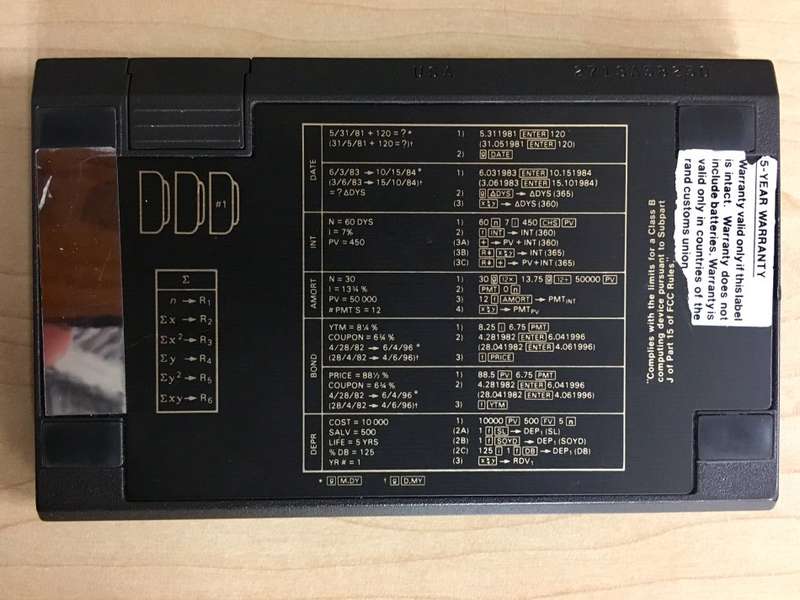 USA
#1
Σ
n → R₁
Σx → R₂
Σx² → R₃
Σy → R₄
Σy² → R₅
Σxy → R₆
DATE
5/31/81 + 120 = ? *
(31/5/81 + 120 = ?)†
1) 5.311981 ENTER 120
(31.051981 ENTER 120)
2) g DATE
6/3/83 → 10/15/84 *
(3/6/83 → 15/10/84)†
= ? ΔDYS
1) 6.031983 ENTER 10.151984
(3.061983 ENTER 15.101984)
2) g ΔDYS → ΔDYS (365)
3) x≷y → ΔDYS (360)
INT
N = 60 DYS
I = 7%
PV = 450
1) 60 n 7 i 450 CHS PV
2) f INT → INT (360)
(3A) + → PV + INT (360)
(3B) R↓ x≷y → INT (365)
(3C) R↓ + → PV + INT (365)
AMORT
N = 30
I = 13¼ %
PV = 50 000
# PMT'S = 12
1) 30 g 12× 13.75 g 12÷ 50000 PV
2) PMT 0 n
3) 12 f AMORT → PMT INT
4) x≷y → PMT PV
BOND
YTM = 8¼ %
COUPON = 6¾ %
4/28/82 → 6/4/96 *
(28/4/82 → 4/6/96)†
1) 8.25 i 6.75 PMT
2) 4.281982 ENTER 6.041996
(28.041982 ENTER 4.061996)
3) f PRICE
PRICE = 88½ %
COUPON = 6¾ %
4/28/82 → 6/4/96 *
(28/4/82 → 4/6/96)†
1) 88.5 PV 6.75 PMT
2) 4.281982 ENTER 6.041996
(28.041982 ENTER 4.061996)
3) f YTM
DEPR
COST = 10 000
SALV = 500
LIFE = 5 YRS
% DB = 125
YR # = 1
1) 10000 PV 500 FV 5 n
(2A) 1 f SL → DEP₁ (SL)
(2B) 1 f SOYD → DEP₁ (SOYD)
(2C) 125 i 1 f DB → DEP₁ (DB)
(3) x≷y → RDV₁
* g M.DY † g D.MY
"Complies with the limits for a Class B
computing device pursuant to Subpart
J of Part 15 of FCC Rules."
5-YEAR WARRANTY
Warranty valid only if this label
is intact. Warranty does not
include batteries. Warranty is
valid only in countries of the
rand customs union.